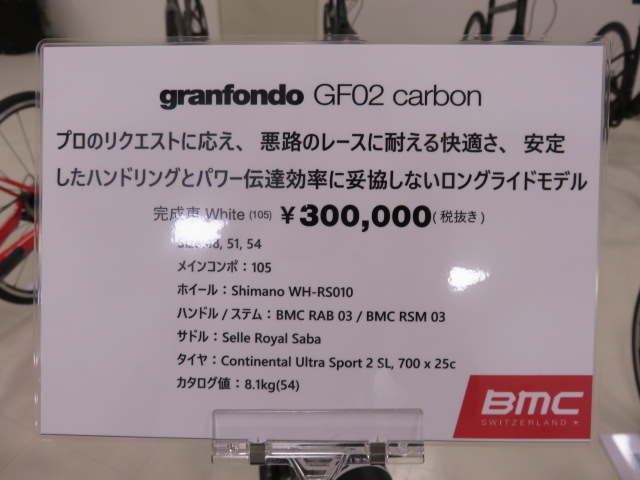 granfondo GF02 carbon
プロのリクエストに応え、悪路のレースに耐える快適さ、安定
したハンドリングとパワー伝達効率に妥協しないロングライドモデル
完成車 White (105) ¥300,000(税抜き)
48, 51, 54
メインコンポ：105
ホイール：Shimano WH-RS010
ハンドル / ステム：BMC RAB 03 / BMC RSM 03
サドル：Selle Royal Saba
タイヤ：Continental Ultra Sport 2 SL, 700 x 25c
カタログ値：8.1kg(54)
BMC
SWITZERLAND +